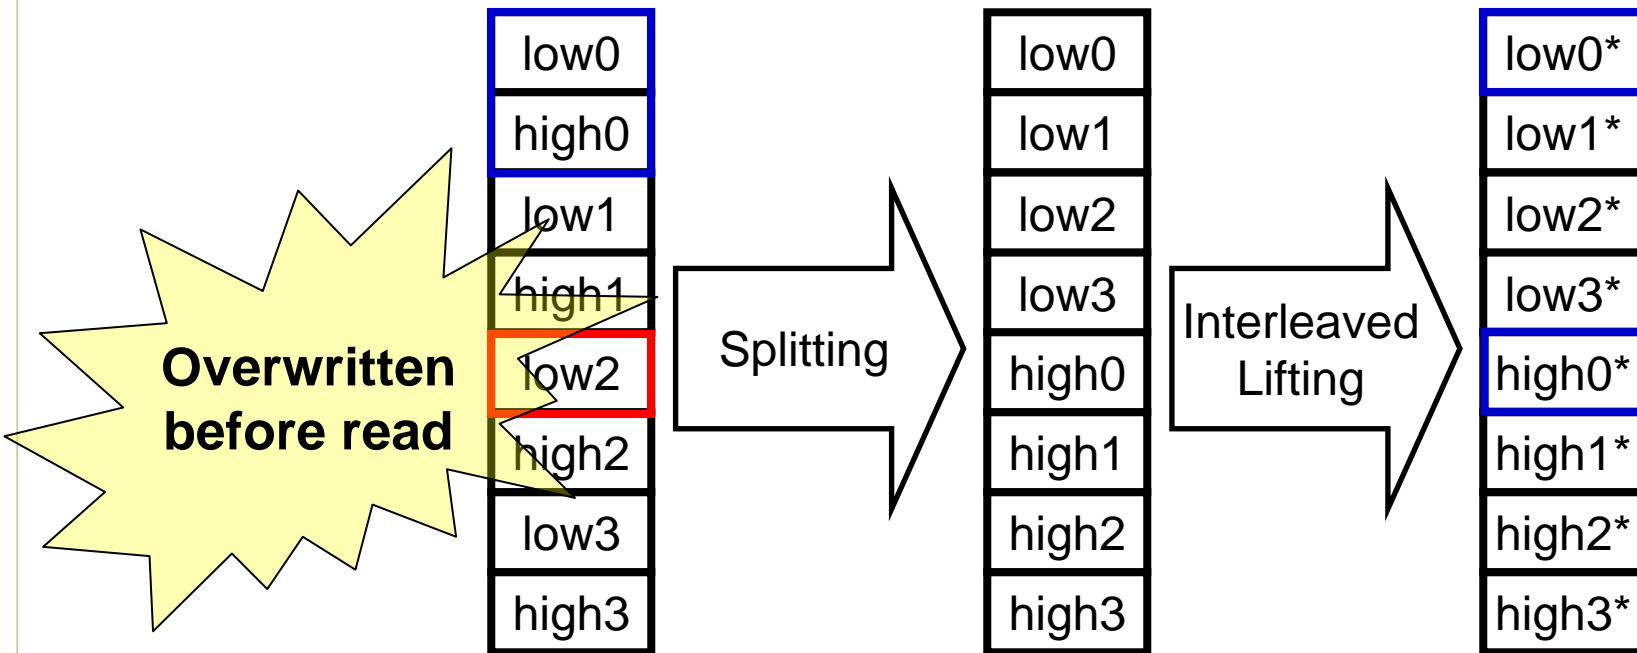 low0
high0
low1
high1
low2
high2
low3
high3
Overwritten
before read
Splitting
low0
low1
low2
low3
high0
high1
high2
high3
Interleaved
Lifting
low0*
low1*
low2*
low3*
high0*
high1*
high2*
high3*